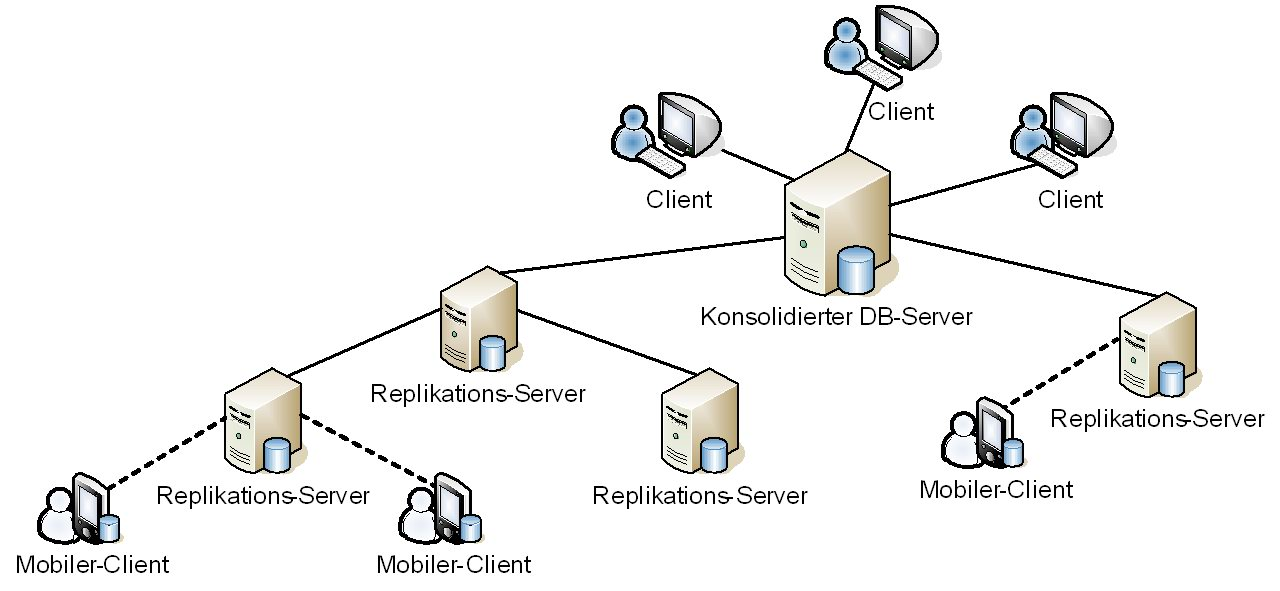 Client
Client
Client
Konsolidierter DB-Server
Replikations-Server
Replikations-Server
Replikations-Server
Replikations-Server
Mobiler-Client
Mobiler-Client
Mobiler-Client